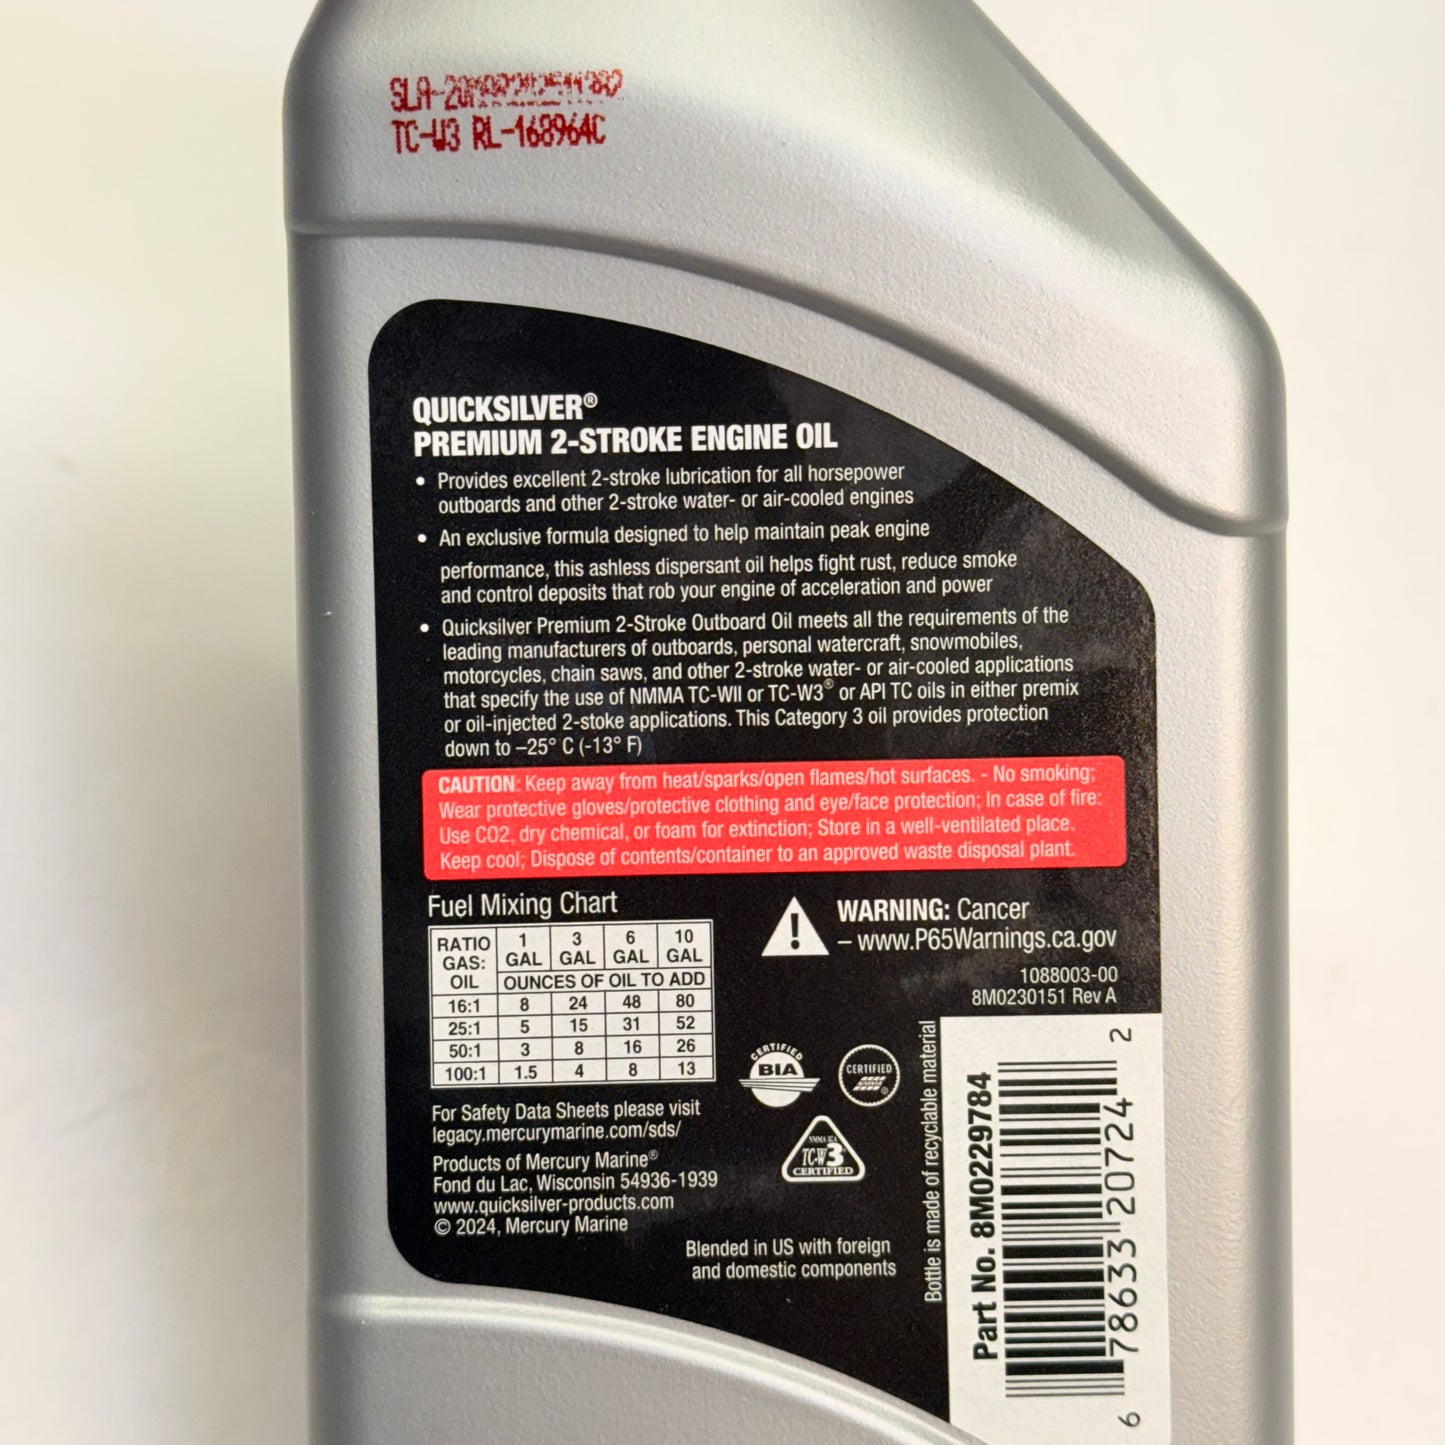 TC-W3 RL-168964C
QUICKSILVER®
PREMIUM 2-STROKE ENGINE OIL
• Provides excellent 2-stroke lubrication for all horsepower
outboards and other 2-stroke water- or air-cooled engines
• An exclusive formula designed to help maintain peak engine
performance, this ashless dispersant oil helps fight rust, reduce smoke
and control deposits that rob your engine of acceleration and power
• Quicksilver Premium 2-Stroke Outboard Oil meets all the requirements of the
leading manufacturers of outboards, personal watercraft, snowmobiles,
motorcycles, chain saws, and other 2-stroke water- or air-cooled applications
that specify the use of NMMA TC-WII or TC-W3® or API TC oils in either premix
or oil-injected 2-stoke applications. This Category 3 oil provides protection
down to –25° C (-13° F)
CAUTION: Keep away from heat/sparks/open flames/hot surfaces. - No smoking;
Wear protective gloves/protective clothing and eye/face protection; In case of fire:
Use CO2, dry chemical, or foam for extinction; Store in a well-ventilated place.
Keep cool; Dispose of contents/container to an approved waste disposal plant.
Fuel Mixing Chart
RATIO GAS: OIL 1 GAL 3 GAL 6 GAL 10 GAL
OUNCES OF OIL TO ADD
16:1 8 24 48 80
25:1 5 15 31 52
50:1 3 8 16 26
100:1 1.5 4 8 13
WARNING: Cancer
– www.P65Warnings.ca.gov
1088003-00
8M0230151 Rev A
CERTIFIED
BIA
CERTIFIED
NMMA®
TC-W3
CERTIFIED
For Safety Data Sheets please visit
legacy.mercurymarine.com/sds/
Products of Mercury Marine®
Fond du Lac, Wisconsin 54936-1939
www.quicksilver-products.com
© 2024, Mercury Marine
Blended in US with foreign
and domestic components
Bottle is made of recyclable material
Part No. 8M0229784
6 78633 20724 2